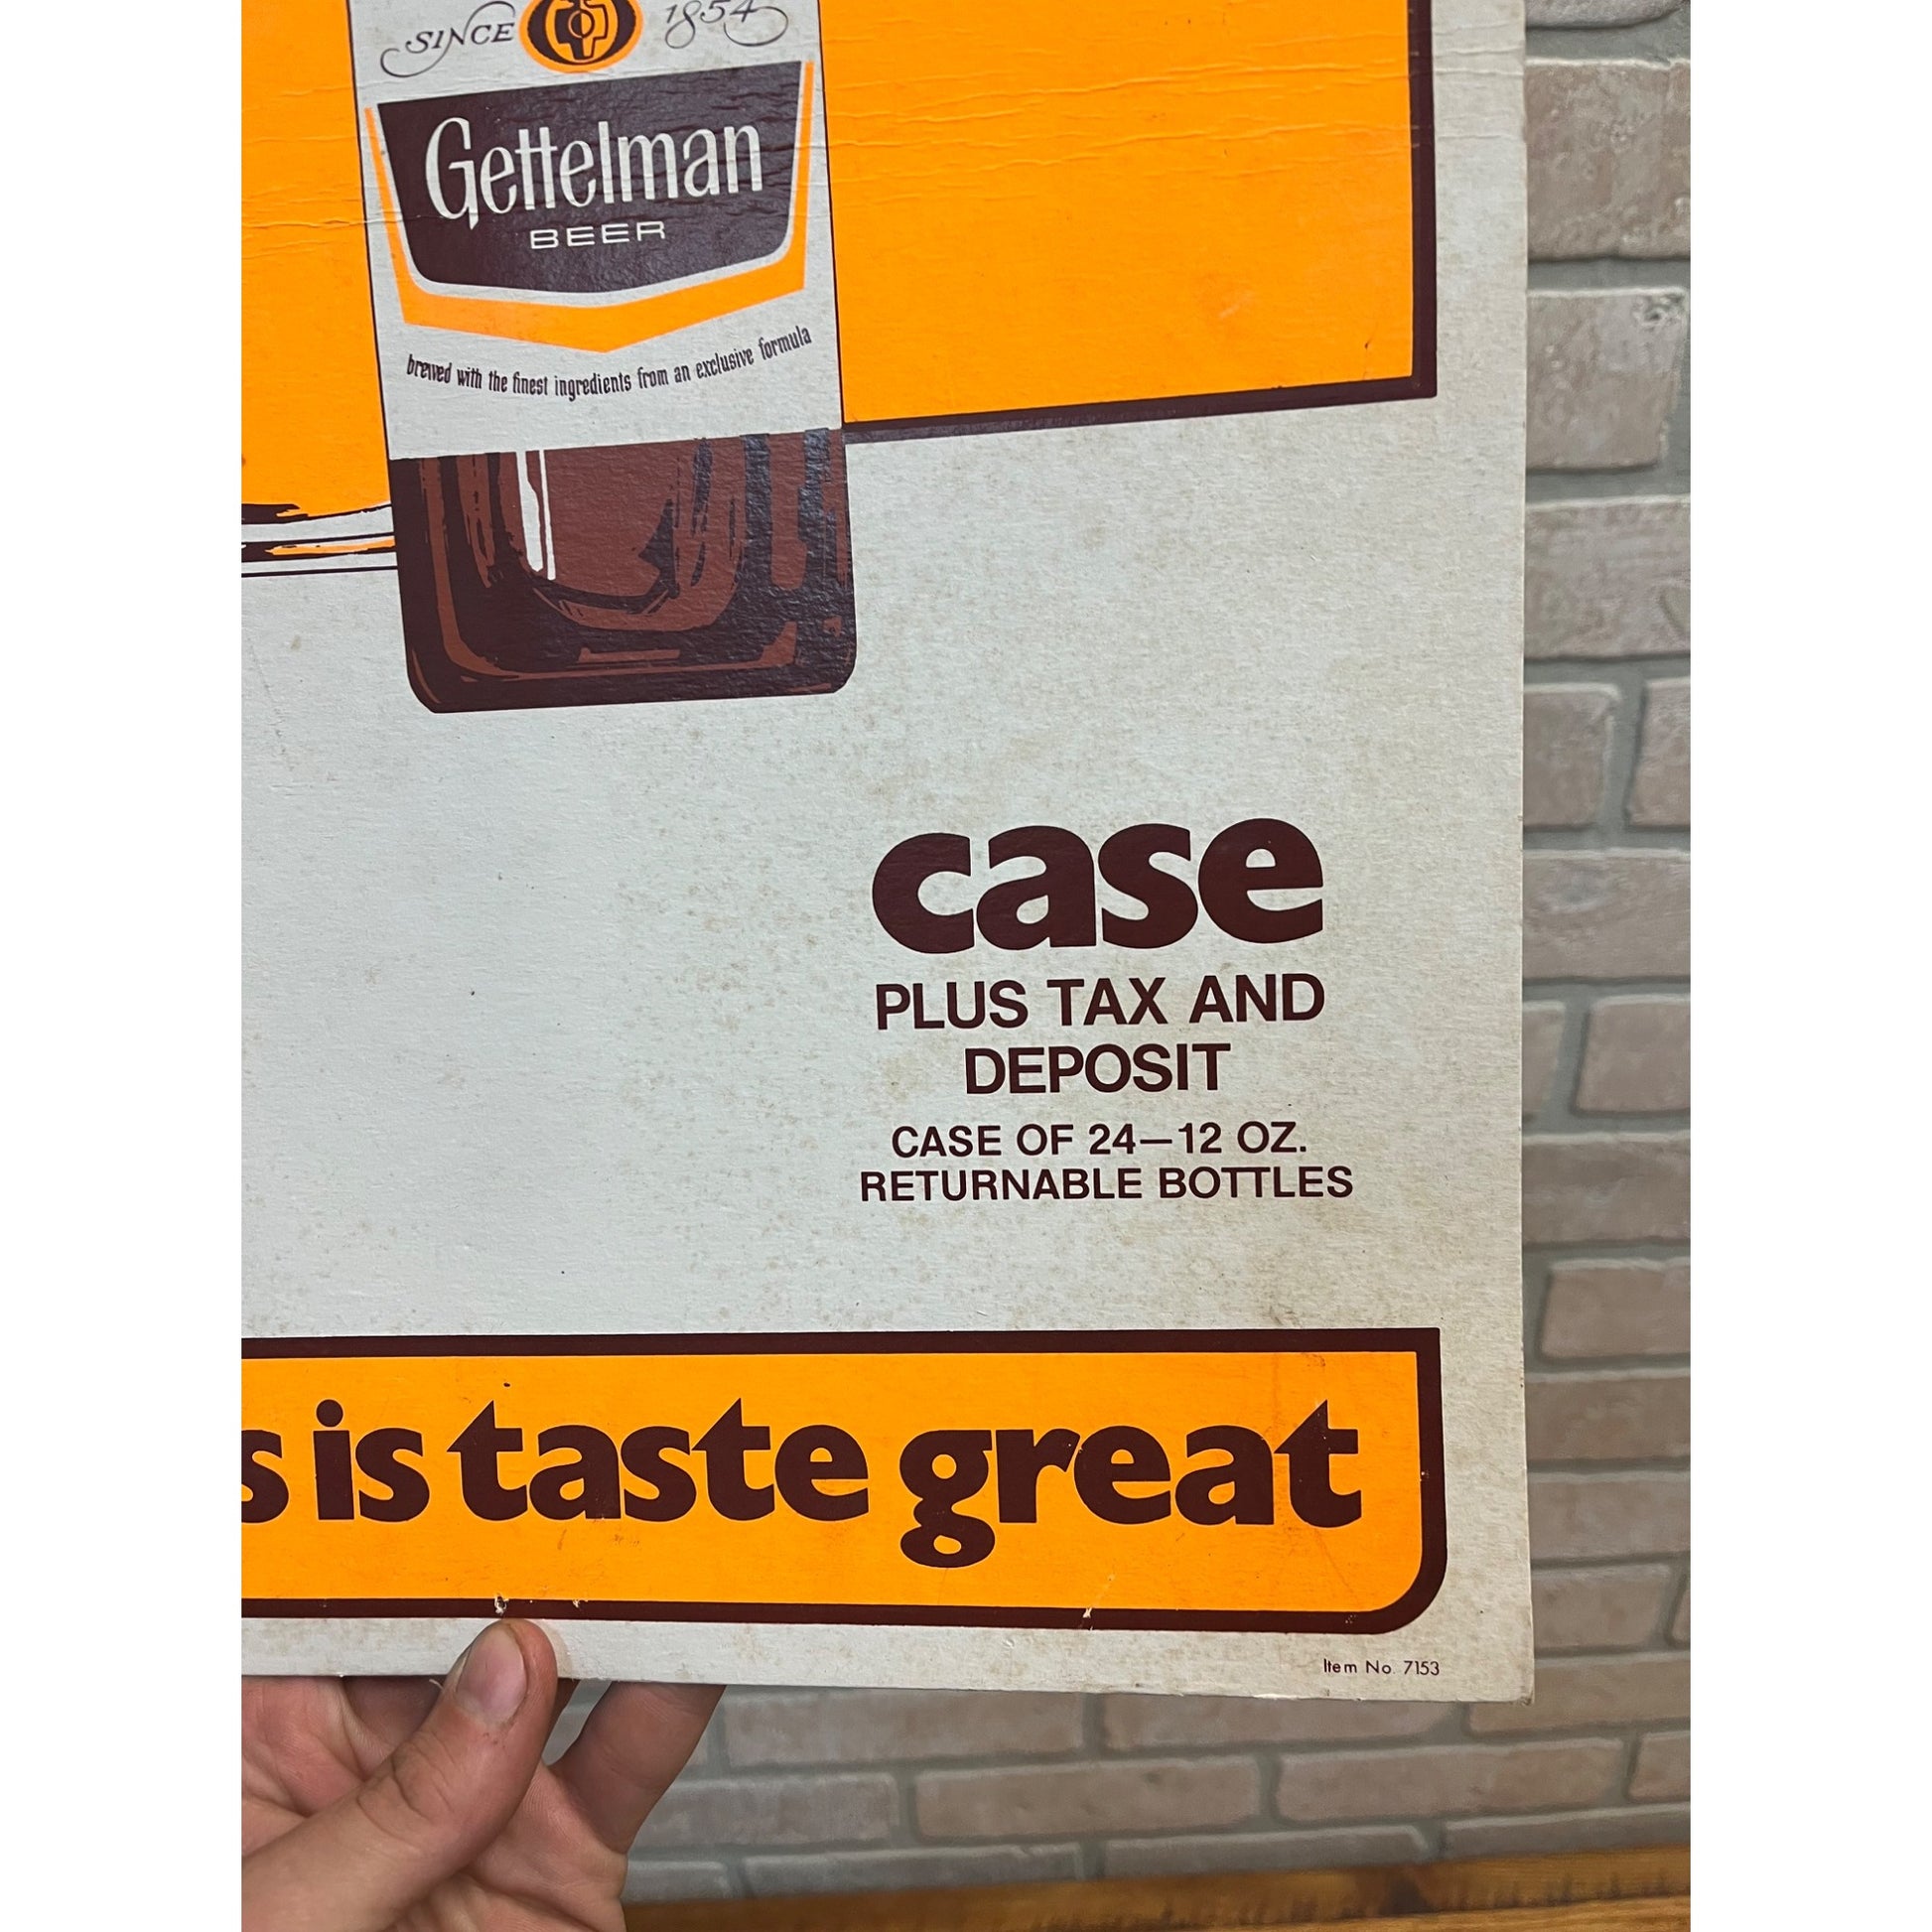 SINCE 1854
Gettelman
BEER
brewed with the finest ingredients from an exclusive formula
case
PLUS TAX AND
DEPOSIT
CASE OF 24—12 OZ.
RETURNABLE BOTTLES
s is taste great
Item No. 7153